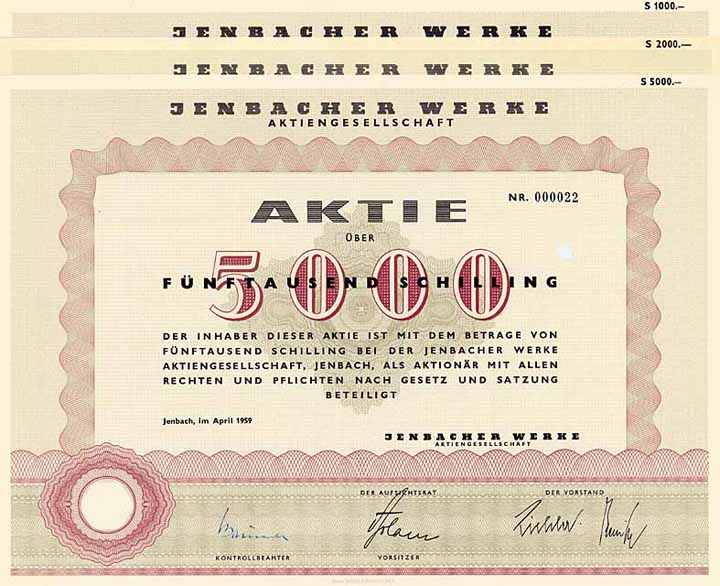 S 1000.—
JENBACHER WERKE
S 2000.—
JENBACHER WERKE
S 5000.—
JENBACHER WERKE
AKTIENGESELLSCHAFT
AKTIE
NR. 000022
ÜBER
5000
FÜNFTAUSEND SCHILLING
DER INHABER DIESER AKTIE IST MIT DEM BETRAGE VON
FÜNFTAUSEND SCHILLING BEI DER JENBACHER WERKE
AKTIENGESELLSCHAFT, JENBACH, ALS AKTIONÄR MIT ALLEN
RECHTEN UND PFLICHTEN NACH GESETZ UND SATZUNG
BETEILIGT
Jenbach, im April 1959
JENBACHER WERKE
AKTIENGESELLSCHAFT
DER AUFSICHTSRAT
DER VORSTAND
KONTROLLBEAMTER
VORSITZER